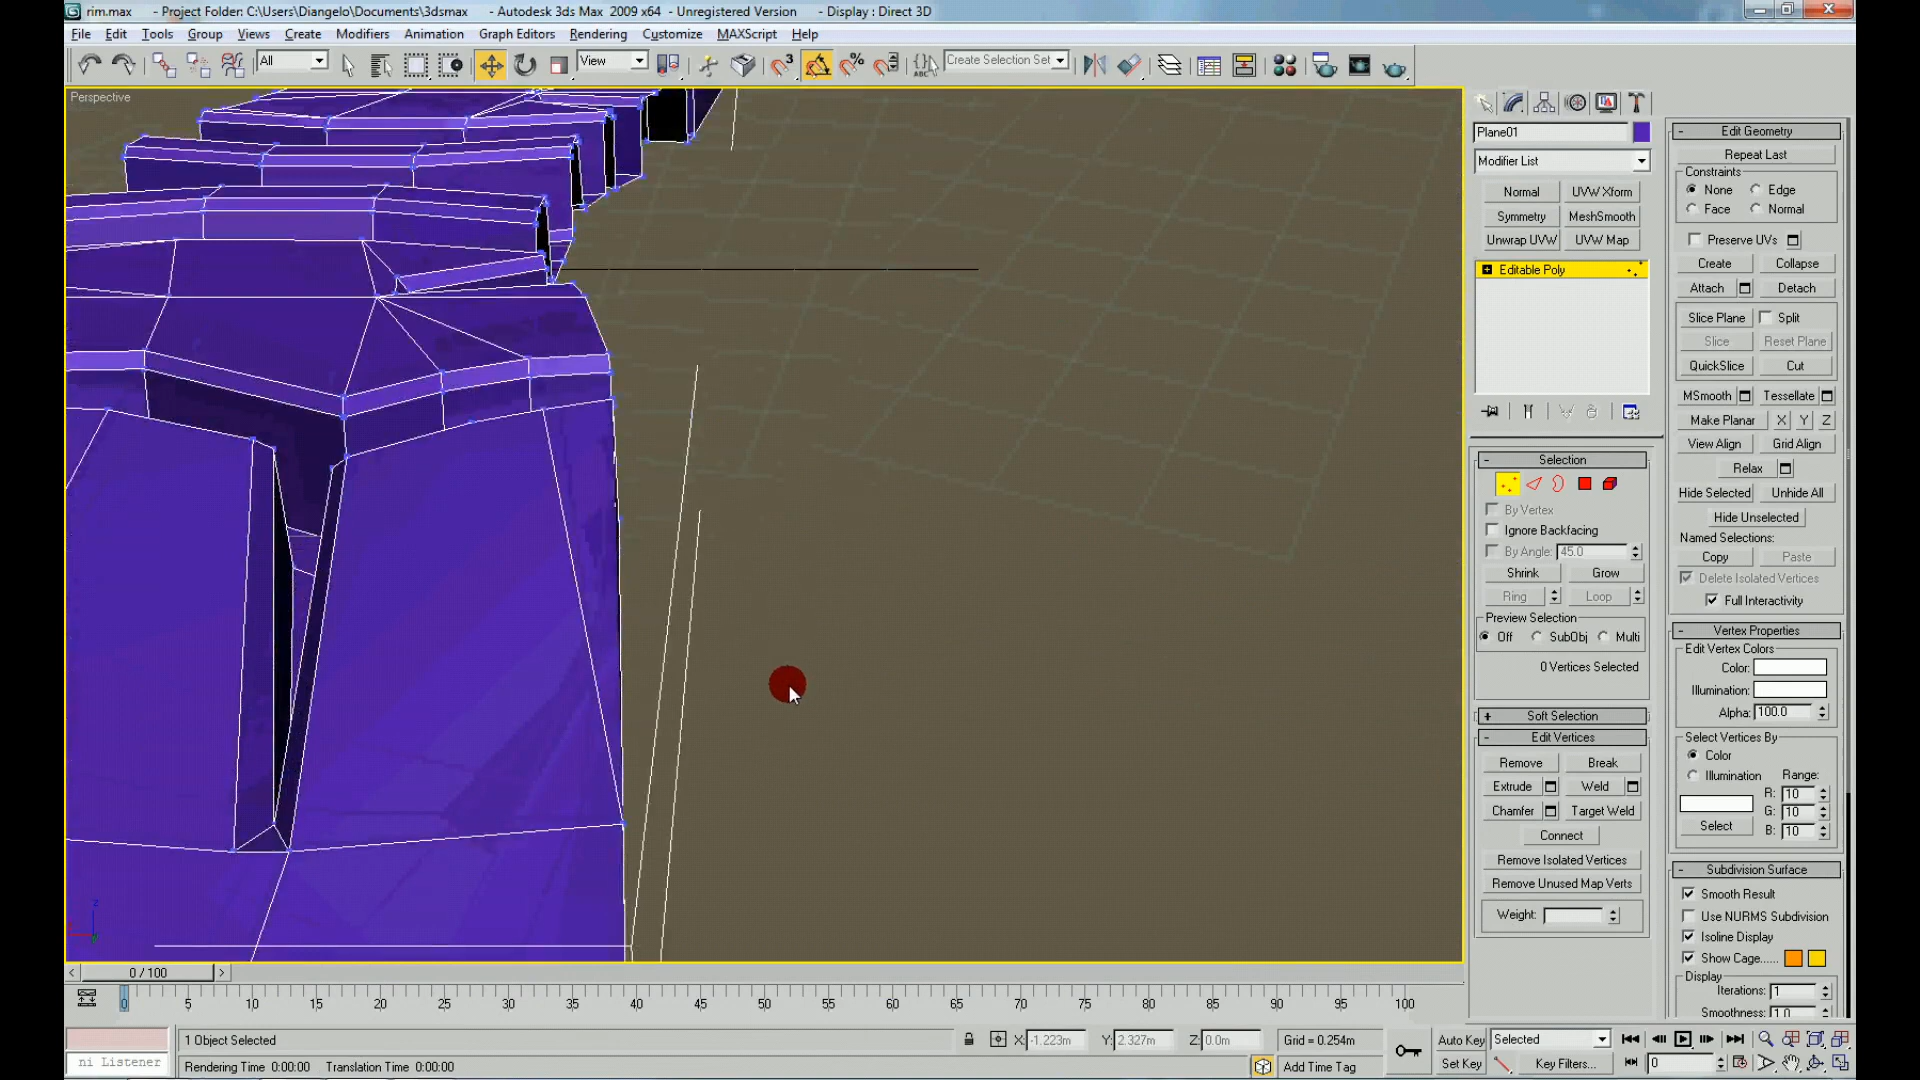 rim.max - Project Folder: C:\Users\Diangelo\Documents\3dsmax - Autodesk 3ds Max 2009 x64 - Unregistered Version - Display : Direct 3D
File Edit Tools Group Views Create Modifiers Animation Graph Editors Rendering Customize MAXScript Help
All View Create Selection Set
Perspective
Plane01
Modifier List
Normal UVW Xform
Symmetry MeshSmooth
Unwrap UVW UVW Map
Editable Poly
Selection
By Vertex
Ignore Backfacing
By Angle: 45.0
Shrink Grow
Ring Loop
Preview Selection
Off SubObj Multi
0 Vertices Selected
Soft Selection
Edit Vertices
Remove Break
Extrude Weld
Chamfer Target Weld
Connect
Remove Isolated Vertices
Remove Unused Map Verts
Weight:
Edit Geometry
Repeat Last
Constraints
None Edge
Face Normal
Preserve UVs
Create Collapse
Attach Detach
Slice Plane Split
Slice Reset Plane
QuickSlice Cut
MSmooth Tessellate
Make Planar X Y Z
View Align Grid Align
Relax
Hide Selected Unhide All
Hide Unselected
Named Selections:
Copy Paste
Delete Isolated Vertices
Full Interactivity
Vertex Properties
Edit Vertex Colors
Color:
Illumination:
Alpha: 100.0
Select Vertices By
Color
Illumination Range:
R: 10
G: 10
Select B: 10
Subdivision Surface
Smooth Result
Use NURMS Subdivision
Isoline Display
Show Cage......
Display
Iterations: 1
Smoothness: 1.0
< 0 / 100 >
0 5 10 15 20 25 30 35 40 45 50 55 60 65 70 75 80 85 90 95 100
1 Object Selected X: -1.223m Y: 2.327m Z: 0.0m Grid = 0.254m Auto Key Selected
ni Listener Rendering Time 0:00:00 Translation Time 0:00:00 Add Time Tag Set Key Key Filters... 0